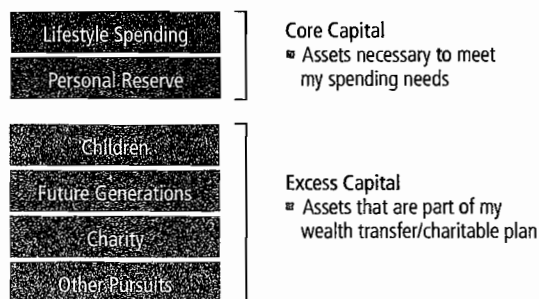 Lifestyle Spending
Personal Reserve
Core Capital
Assets necessary to meet
my spending needs
Children
Future Generations
Charity
Other Pursuits
Excess Capital
Assets that are part of my
wealth transfer/charitable plan